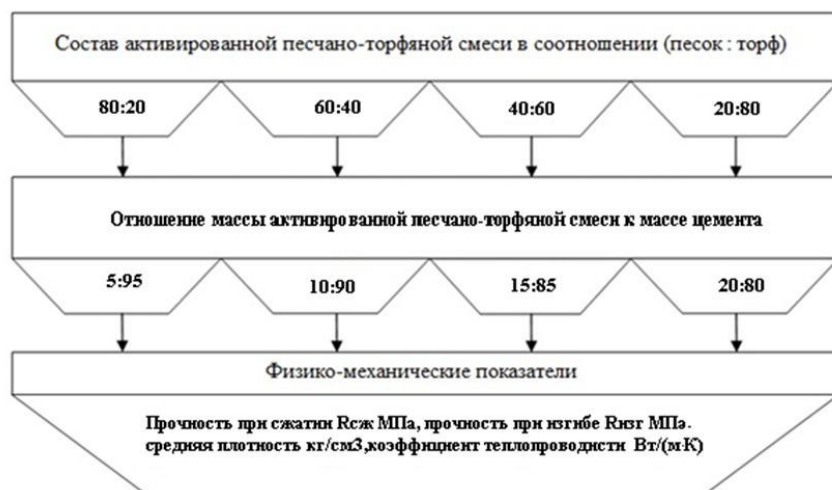 Состав активированной песчано-торфяной смеси в соотношении (песок : торф)
80:20 60:40 40:60 20:80
Отношение массы активированной песчано-торфяной смеси к массе цемента
5:95 10:90 15:85 20:80
Физико-механические показатели
Прочность при сжатии Rсж МПа, прочность при изгибе Rизг МПа.
средняя плотность кг/см3,коэффициент теплопроводисти Вт/(м·К)